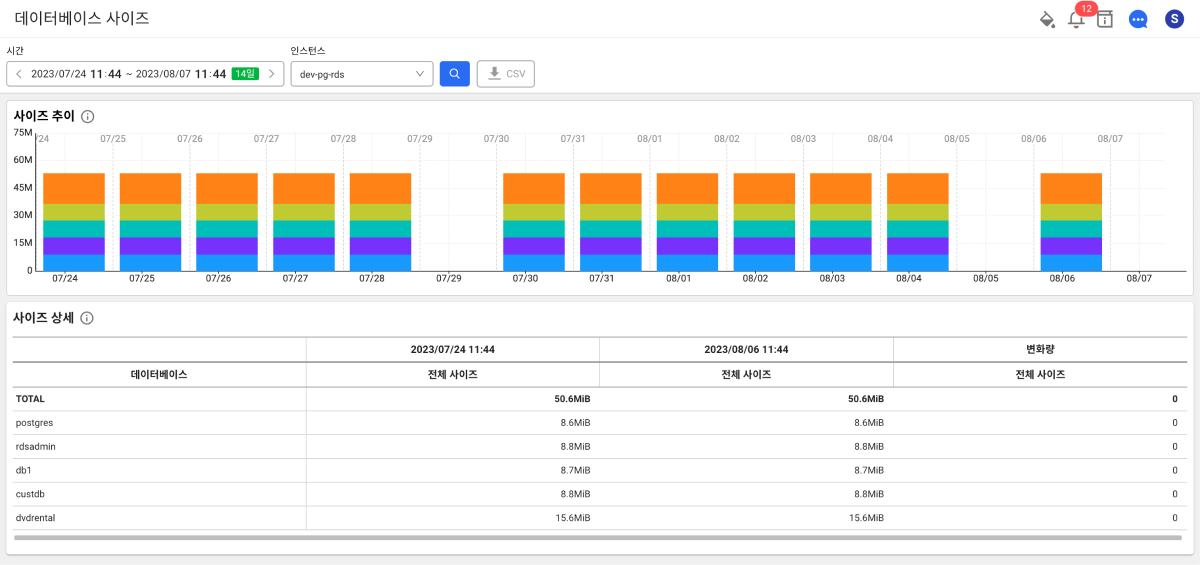 데이터베이스 사이즈
12
S
시간
인스턴스
2023/07/24 11:44 ~ 2023/08/07 11:44 14일
dev-pg-rds
CSV
사이즈 추이
75M
/24 07/25 07/26 07/27 07/28 07/29 07/30 07/31 08/01 08/02 08/03 08/04 08/05 08/06 08/07
60M
45M
30M
15M
0
07/24 07/25 07/26 07/27 07/28 07/29 07/30 07/31 08/01 08/02 08/03 08/04 08/05 08/06 08/07
사이즈 상세
2023/07/24 11:44 2023/08/06 11:44 변화량
데이터베이스 전체 사이즈 전체 사이즈 전체 사이즈
TOTAL 50.6MiB 50.6MiB 0
postgres 8.6MiB 8.6MiB 0
rdsadmin 8.8MiB 8.8MiB 0
db1 8.7MiB 8.7MiB 0
custdb 8.8MiB 8.8MiB 0
dvdrental 15.6MiB 15.6MiB 0